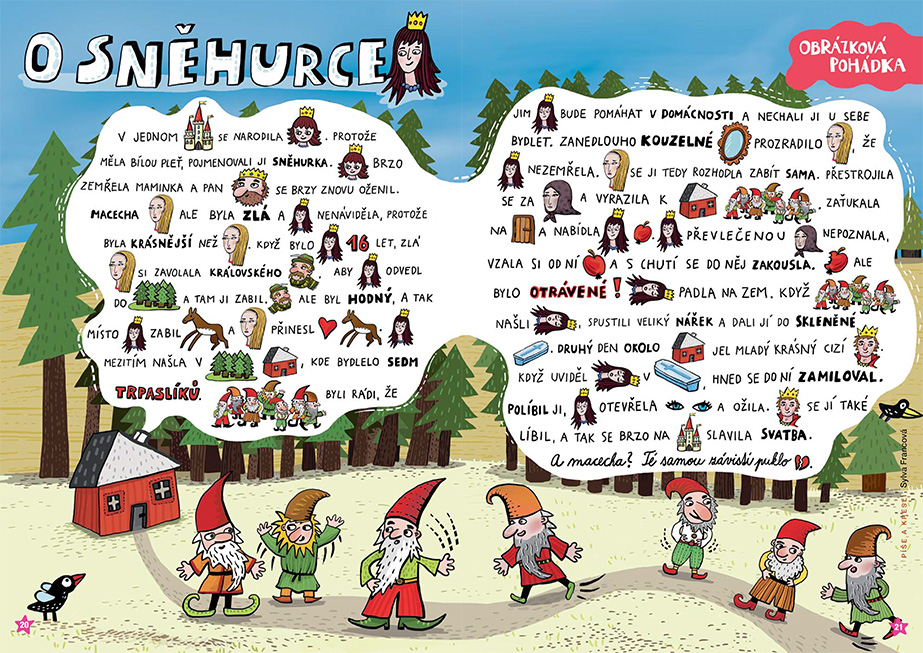 O SNĚHURCE
OBRÁZKOVÁ
POHÁDKA
V JEDNOM SE NARODILA . PROTOŽE
MĚLA BÍLOU PLEŤ, POJMENOVALI JI SNĚHURKA. BRZO
ZEMŘELA MAMINKA A PAN SE BRZY ZNOVU OŽENIL.
MACECHA ALE BYLA ZLÁ A NENÁVIDĚLA, PROTOŽE
BYLA KRÁSNĚJŠÍ NEŽ . KDYŽ BYLO 16 LET, ZLÁ
SI ZAVOLALA KRÁLOVSKÉHO , ABY ODVEDL
DO A TAM JI ZABIL. ALE BYL HODNÝ, A TAK
MÍSTO ZABIL A PŘINESL .
MEZITÍM NAŠLA V , KDE BYDLELO SEDM
TRPASLÍKŮ. BYLI RÁDI, ŽE
JIM BUDE POMÁHAT V DOMÁCNOSTI A NECHALI JI U SEBE
BYDLET. ZANEDLOUHO KOUZELNÉ PROZRADILO , ŽE
NEZEMŘELA. SE JI TEDY ROZHODLA ZABÍT SAMA. PŘESTROJILA
SE ZA A VYRAZILA K . ZAŤUKALA
NA A NABÍDLA . PŘEVLEČENOU NEPOZNALA,
VZALA SI OD NÍ A S CHUTÍ SE DO NĚJ ZAKOUSLA. ALE
BYLO OTRÁVENÉ! PADLA NA ZEM. KDYŽ
NAŠLI , SPUSTILI VELIKÝ NÁŘEK A DALI JÍ DO SKLENĚNÉ
. DRUHÝ DEN OKOLO JEL MLADÝ KRÁSNÝ CIZÍ .
KDYŽ UVIDĚL V , HNED SE DO NÍ ZAMILOVAL.
POLÍBIL JI, OTEVŘELA A OŽILA. SE JÍ TAKÉ
LÍBIL, A TAK SE BRZO NA SLAVILA SVATBA.
A macecha? Té samou závistí puklo .
PÍŠE A KRESLÍ Sylva Francová
20
21